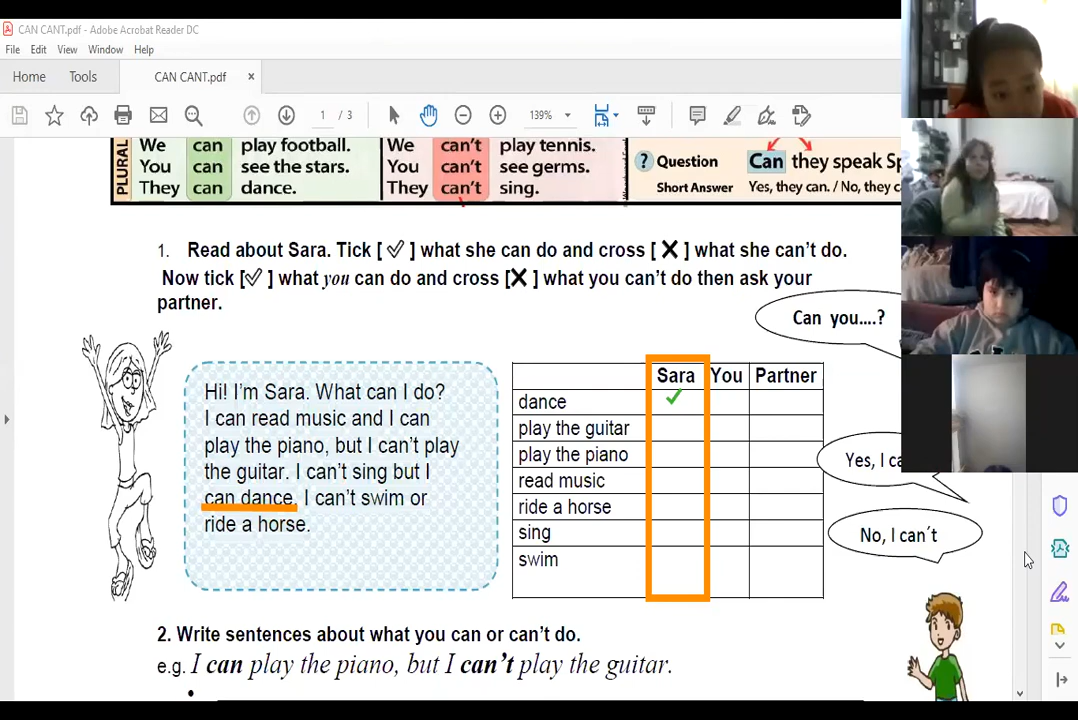 CAN CANT.pdf - Adobe Acrobat Reader DC
File Edit View Window Help
Home Tools CAN CANT.pdf ×
1 / 3 139%
PLURAL
We can play football. We can't play tennis.
You can see the stars. You can't see germs.
They can dance. They can't sing.
? Question Can they speak Sp
Short Answer Yes, they can. / No, they c
1. Read about Sara. Tick [ ✓ ] what she can do and cross [ ✗ ] what she can't do.
Now tick [✓] what you can do and cross [✗ ] what you can't do then ask your
partner.
Can you....?
Hi! I'm Sara. What can I do?
I can read music and I can
play the piano, but I can't play
the guitar. I can't sing but I
can dance. I can't swim or
ride a horse.
Sara You Partner
dance ✓
play the guitar
play the piano
read music
ride a horse
sing
swim
Yes, I ca
No, I can´t
2. Write sentences about what you can or can't do.
e.g. I can play the piano, but I can't play the guitar.
•